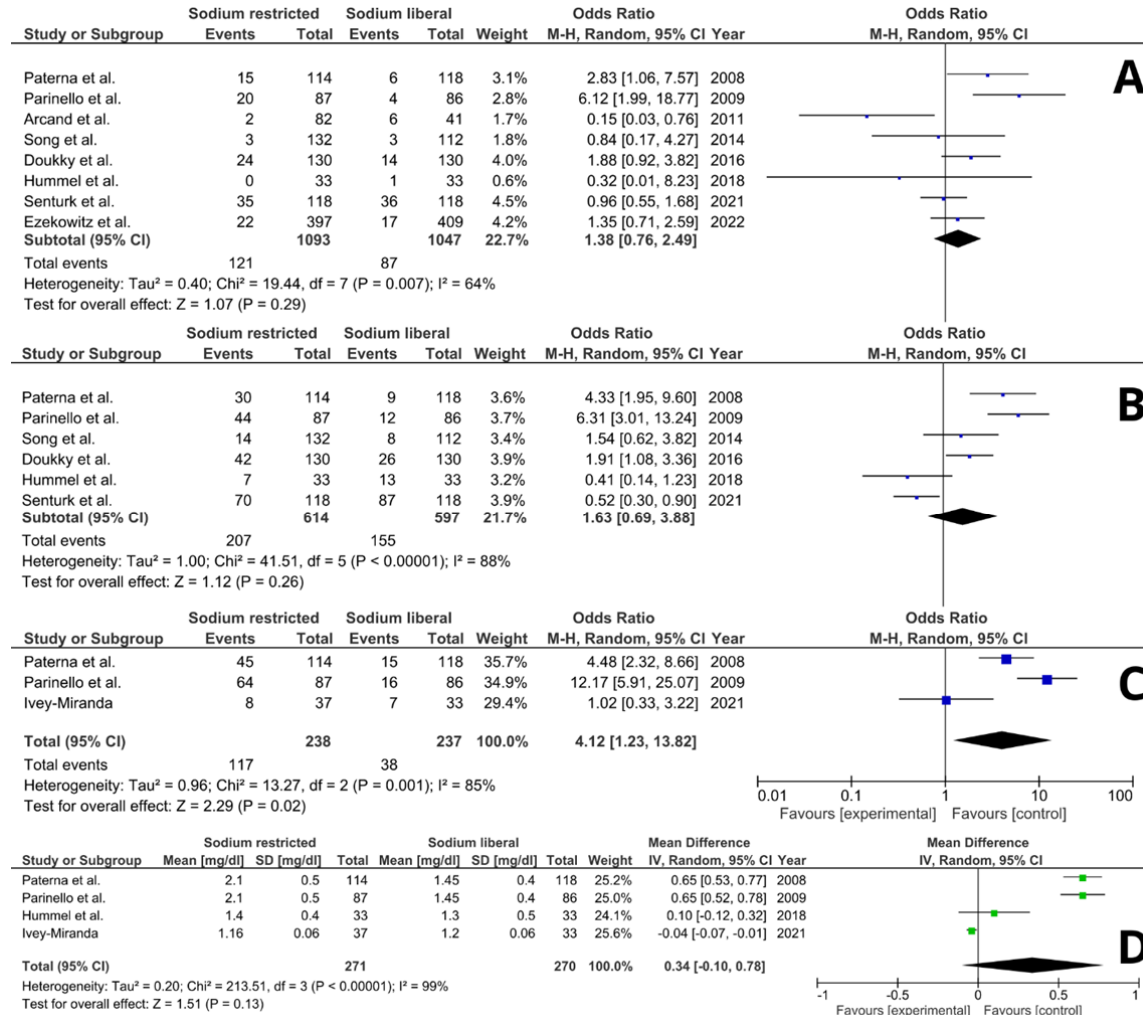 Sodium restricted Sodium liberal Odds Ratio Odds Ratio
Study or Subgroup Events Total Events Total Weight M-H, Random, 95% CI Year M-H, Random, 95% CI
A
Paterna et al. 15 114 6 118 3.1% 2.83 [1.06, 7.57] 2008
Parinello et al. 20 87 4 86 2.8% 6.12 [1.99, 18.77] 2009
Arcand et al. 2 82 6 41 1.7% 0.15 [0.03, 0.76] 2011
Song et al. 3 132 3 112 1.8% 0.84 [0.17, 4.27] 2014
Doukky et al. 24 130 14 130 4.0% 1.88 [0.92, 3.82] 2016
Hummel et al. 0 33 1 33 0.6% 0.32 [0.01, 8.23] 2018
Senturk et al. 35 118 36 118 4.5% 0.96 [0.55, 1.68] 2021
Ezekowitz et al. 22 397 17 409 4.2% 1.35 [0.71, 2.59] 2022
Subtotal (95% CI) 1093 1047 22.7% 1.38 [0.76, 2.49]
Total events 121 87
Heterogeneity: Tau² = 0.40; Chi² = 19.44, df = 7 (P = 0.007); I² = 64%
Test for overall effect: Z = 1.07 (P = 0.29)
Sodium restricted Sodium liberal Odds Ratio Odds Ratio
Study or Subgroup Events Total Events Total Weight M-H, Random, 95% CI Year M-H, Random, 95% CI
B
Paterna et al. 30 114 9 118 3.6% 4.33 [1.95, 9.60] 2008
Parinello et al. 44 87 12 86 3.7% 6.31 [3.01, 13.24] 2009
Song et al. 14 132 8 112 3.4% 1.54 [0.62, 3.82] 2014
Doukky et al. 42 130 26 130 3.9% 1.91 [1.08, 3.36] 2016
Hummel et al. 7 33 13 33 3.2% 0.41 [0.14, 1.23] 2018
Senturk et al. 70 118 87 118 3.9% 0.52 [0.30, 0.90] 2021
Subtotal (95% CI) 614 597 21.7% 1.63 [0.69, 3.88]
Total events 207 155
Heterogeneity: Tau² = 1.00; Chi² = 41.51, df = 5 (P < 0.00001); I² = 88%
Test for overall effect: Z = 1.12 (P = 0.26)
Sodium restricted Sodium liberal Odds Ratio Odds Ratio
Study or Subgroup Events Total Events Total Weight M-H, Random, 95% CI Year M-H, Random, 95% CI
Paterna et al. 45 114 15 118 35.7% 4.48 [2.32, 8.66] 2008
Parinello et al. 64 87 16 86 34.9% 12.17 [5.91, 25.07] 2009
C
Ivey-Miranda 8 37 7 33 29.4% 1.02 [0.33, 3.22] 2021
Total (95% CI) 238 237 100.0% 4.12 [1.23, 13.82]
Total events 117 38
Heterogeneity: Tau² = 0.96; Chi² = 13.27, df = 2 (P = 0.001); I² = 85%
Test for overall effect: Z = 2.29 (P = 0.02)
0.01 0.1 1 10 100
Favours [experimental] Favours [control]
Sodium restricted Sodium liberal Mean Difference Mean Difference
Study or Subgroup Mean [mg/dl] SD [mg/dl] Total Mean [mg/dl] SD [mg/dl] Total Weight IV, Random, 95% CI Year IV, Random, 95% CI
Paterna et al. 2.1 0.5 114 1.45 0.4 118 25.2% 0.65 [0.53, 0.77] 2008
Parinello et al. 2.1 0.5 87 1.45 0.4 86 25.0% 0.65 [0.52, 0.78] 2009
Hummel et al. 1.4 0.4 33 1.3 0.5 33 24.1% 0.10 [-0.12, 0.32] 2018
Ivey-Miranda 1.16 0.06 37 1.2 0.06 33 25.6% -0.04 [-0.07, -0.01] 2021
D
Total (95% CI) 271 270 100.0% 0.34 [-0.10, 0.78]
Heterogeneity: Tau² = 0.20; Chi² = 213.51, df = 3 (P < 0.00001); I² = 99%
Test for overall effect: Z = 1.51 (P = 0.13)
-1 -0.5 0 0.5 1
Favours [experimental] Favours [control]